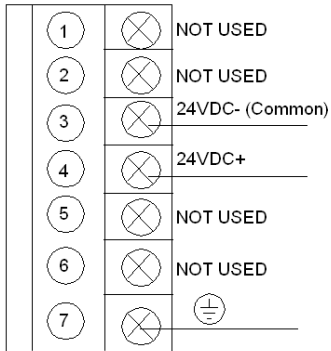 1 NOT USED
2 NOT USED
3 24VDC- (Common)
4 24VDC+
5 NOT USED
6 NOT USED
7